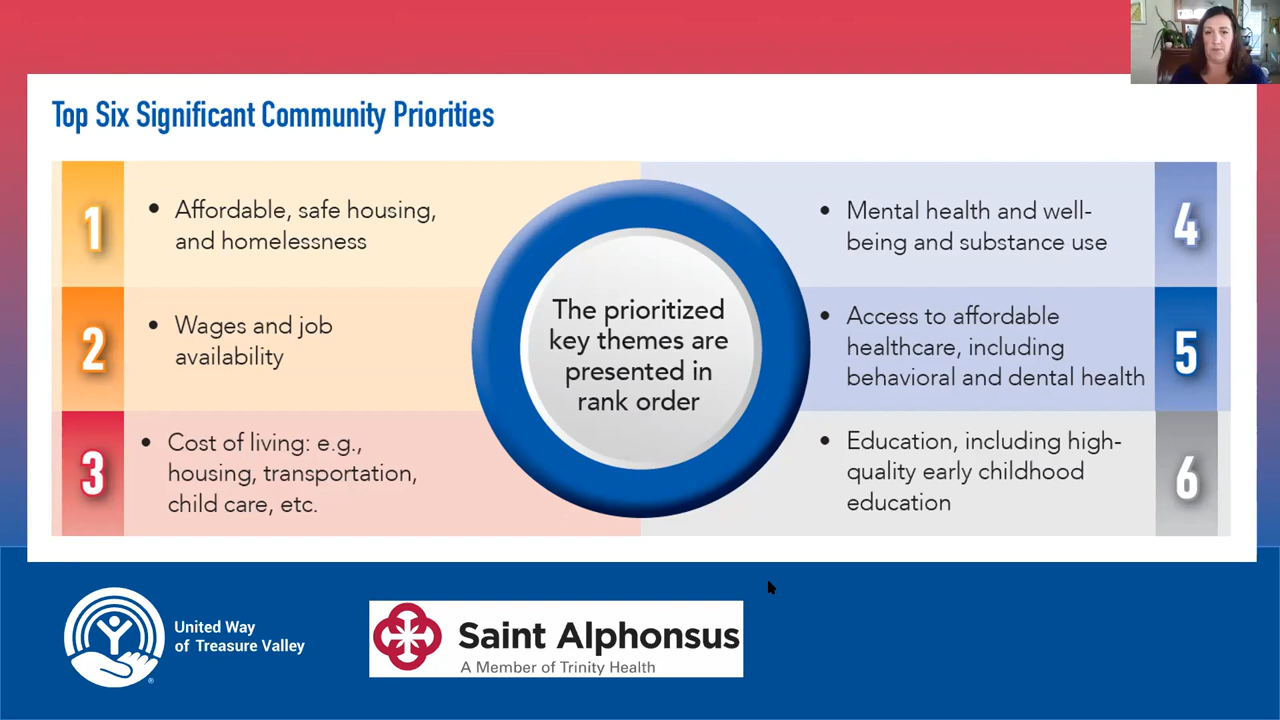 Top Six Significant Community Priorities
1
• Affordable, safe housing,
and homelessness
2
• Wages and job
availability
3
• Cost of living: e.g.,
housing, transportation,
child care, etc.
The prioritized
key themes are
presented in
rank order
• Mental health and well-
being and substance use
4
• Access to affordable
healthcare, including
behavioral and dental health
5
• Education, including high-
quality early childhood
education
6
United Way
of Treasure Valley
®
Saint Alphonsus
A Member of Trinity Health